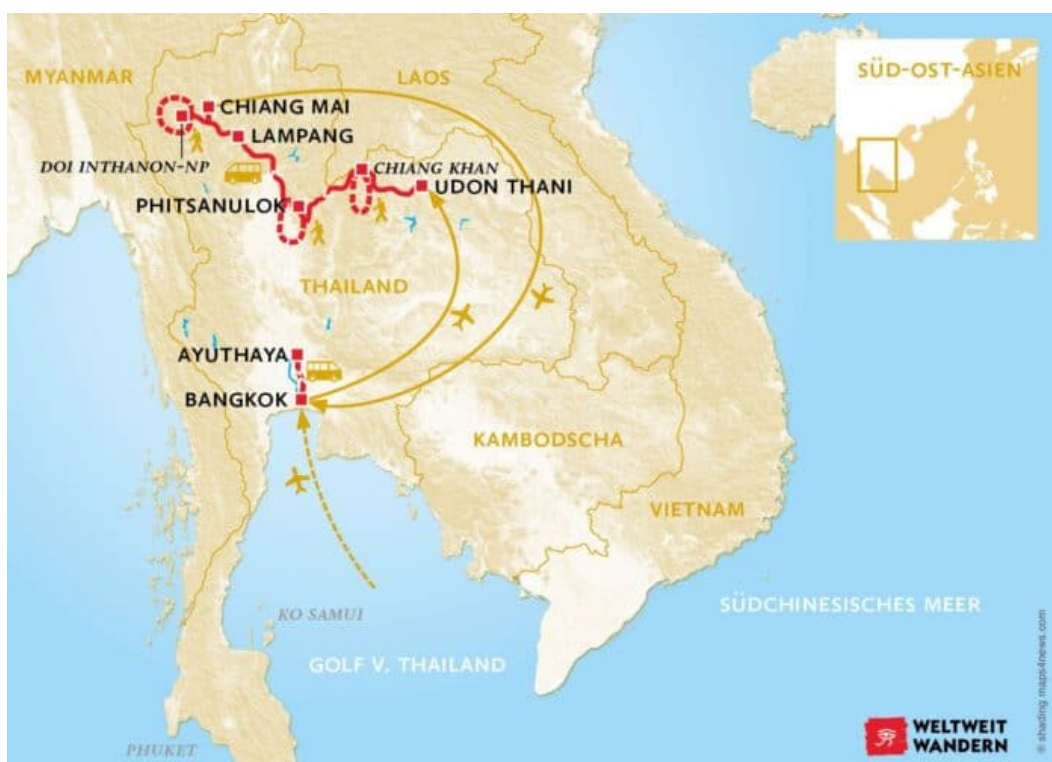 MYANMAR
LAOS
SÜD-OST-ASIEN
CHIANG MAI
LAMPANG
DOI INTHANON-NP
CHIANG KHAN
UDON THANI
PHITSANULOK
THAILAND
AYUTHAYA
BANGKOK
KAMBODSCHA
VIETNAM
KO SAMUI
SÜDCHINESISCHES MEER
GOLF V. THAILAND
PHUKET
WELTWEIT
WANDERN
® shading maps4news.com